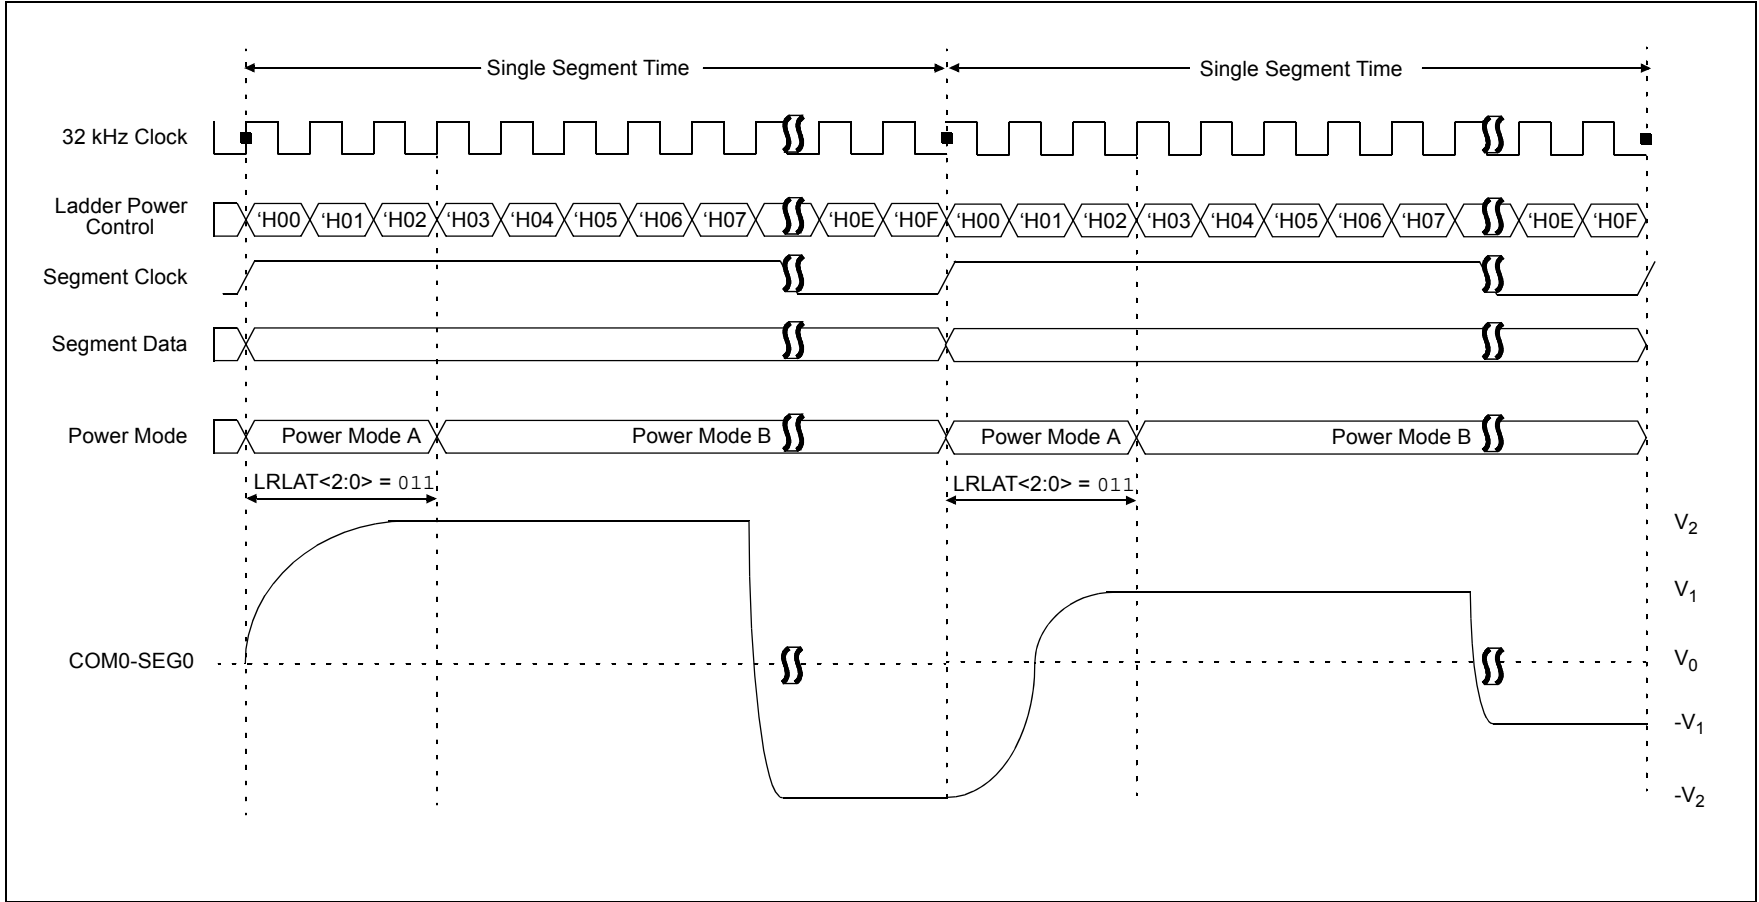 Single Segment Time Single Segment Time
32 kHz Clock
Ladder Power
Control
‘H00 ‘H01 ‘H02 ‘H03 ‘H04 ‘H05 ‘H06 ‘H07 ‘H0E ‘H0F ‘H00 ‘H01 ‘H02 ‘H03 ‘H04 ‘H05 ‘H06 ‘H07 ‘H0E ‘H0F
Segment Clock
Segment Data
Power Mode Power Mode A Power Mode B Power Mode A Power Mode B
LRLAT<2:0> = 011 LRLAT<2:0> = 011
V2
V1
COM0-SEG0 V0
-V1
-V2